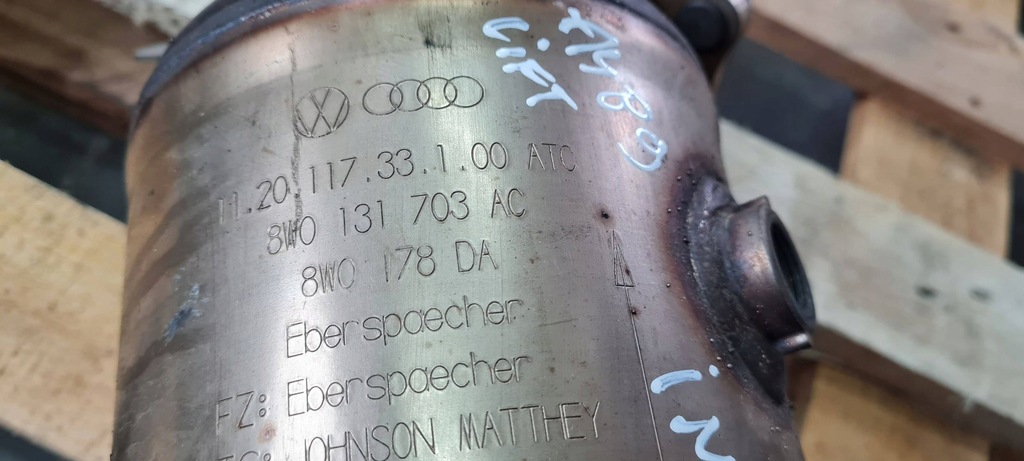 11.20 117.33.1.00 ATC
8W0 131 703 AC
8W0 178 DA
Eberspaecher
FZ: Eberspaecher
JOHNSON MATTHEY